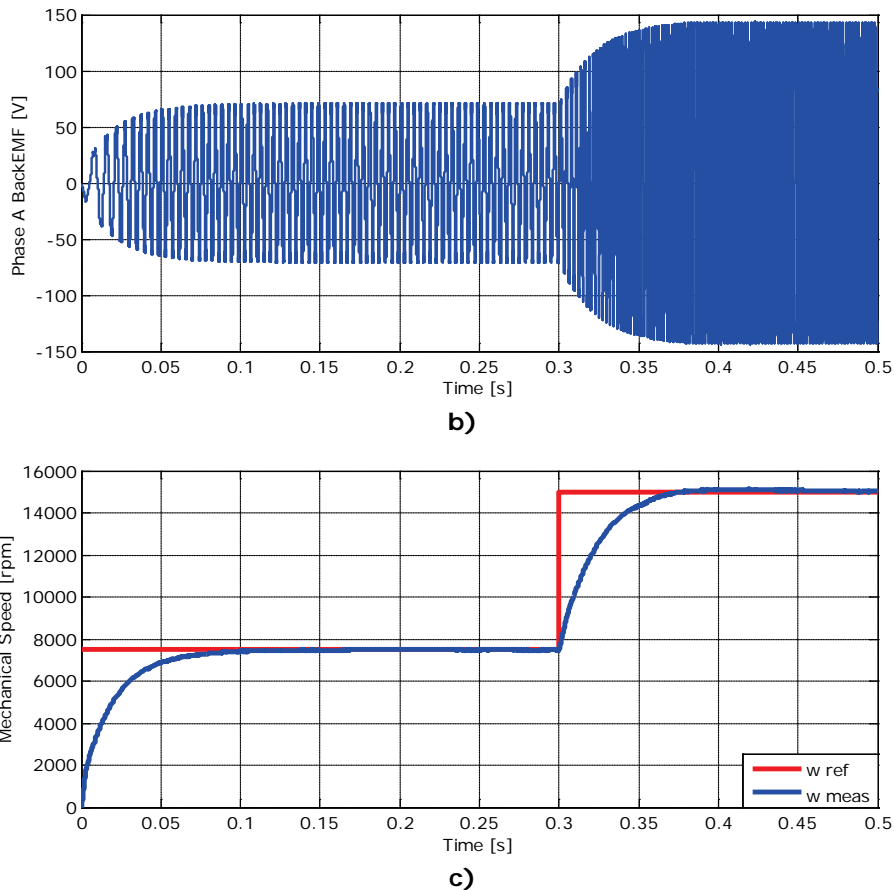 150
100
50
0
-50
-100
-150
Phase A BackEMF [V]
0 0.05 0.1 0.15 0.2 0.25 0.3 0.35 0.4 0.45 0.5
Time [s]
b)
16000
14000
12000
10000
8000
6000
4000
2000
0
Mechanical Speed [rpm]
w ref
w meas
0 0.05 0.1 0.15 0.2 0.25 0.3 0.35 0.4 0.45 0.5
Time [s]
c)